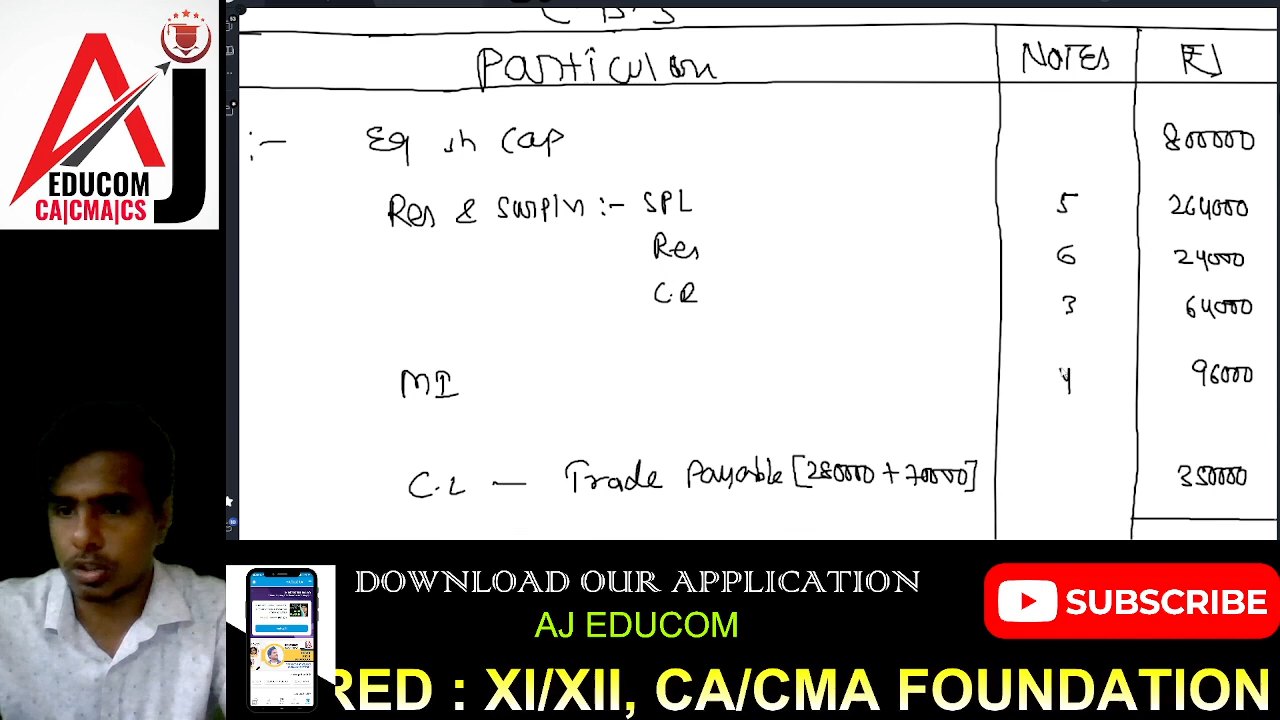 C B S
Particulars NOTES RS
:- Eq sh cap 800000
Res & Surplus :- SPL 5 264000
Res 6 24000
C.R 3 64000
MI 4 96000
C.L — Trade Payable [280000 + 70000] 350000
AJ
EDUCOM
CA|CMA|CS
DOWNLOAD OUR APPLICATION
AJ EDUCOM
SUBSCRIBE
RED : XI/XII, CA/CMA FOUNDATION